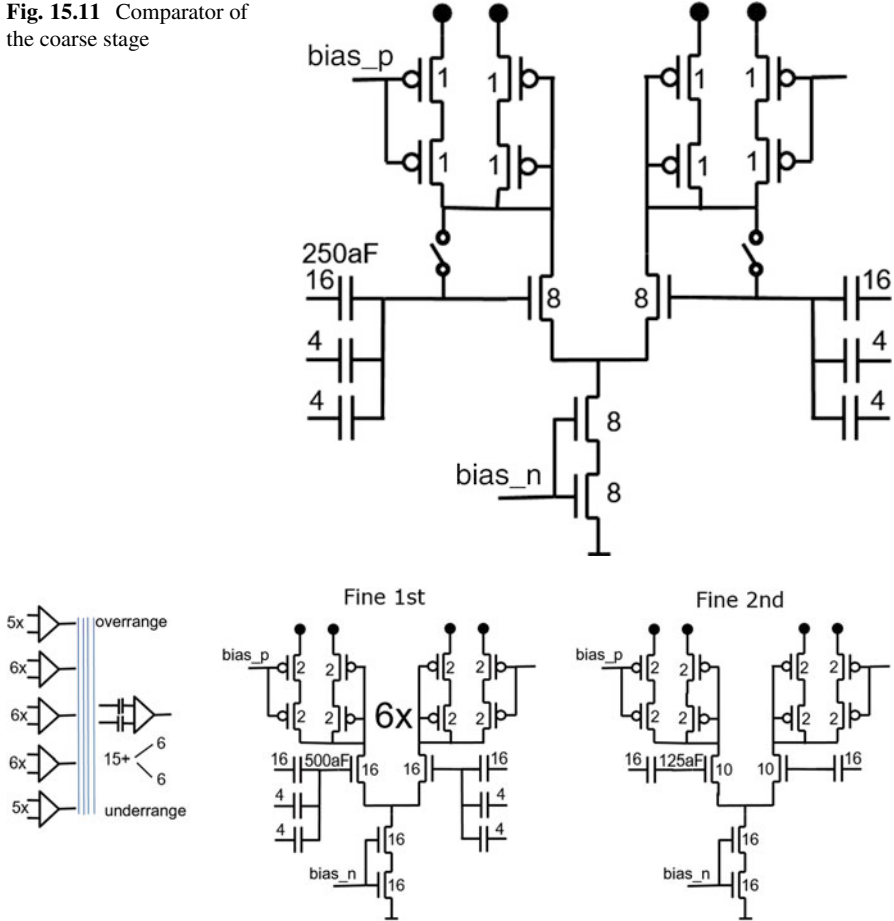 Fig. 15.11 Comparator of
the coarse stage
bias_p
1 1 1 1
1 1 1 1
250aF
16 8 8 16
4 4
4 4
8
bias_n
8
Fine 1st
Fine 2nd
5x
overrange
6x
6x
6
15+
6
6x
5x
underrange
bias_p
2 2 2 2
6x
2 2 2 2
16 500aF 16 16 16
4 4
4 4
16
bias_n
16
bias_p
2 2 2 2
2 2 2 2
16 125aF 10 10 16
16
bias_n
16